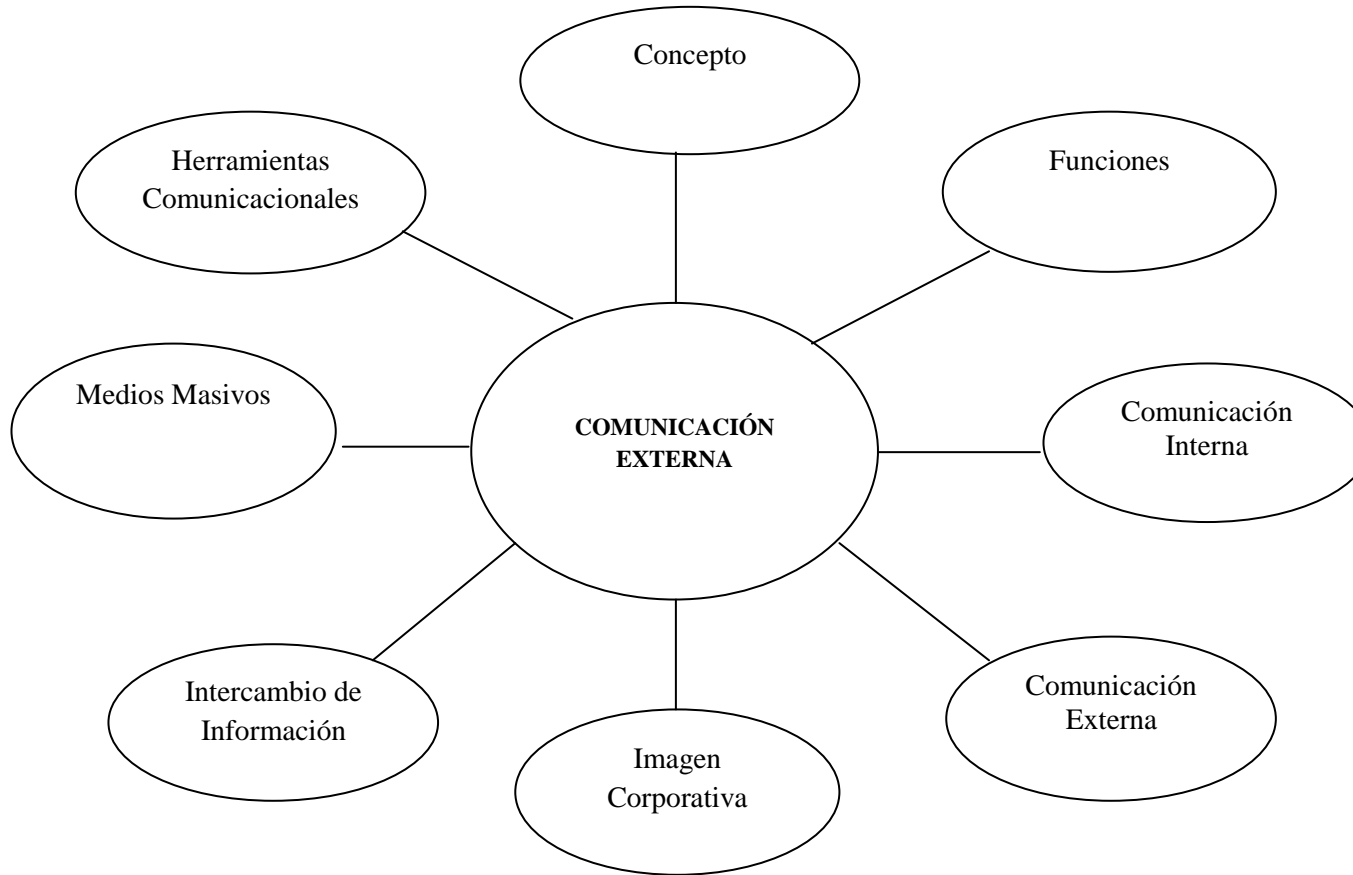 Concepto
Herramientas
Comunicacionales
Funciones
Medios Masivos
COMUNICACIÓN
EXTERNA
Comunicación
Interna
Intercambio de
Información
Imagen
Corporativa
Comunicación
Externa